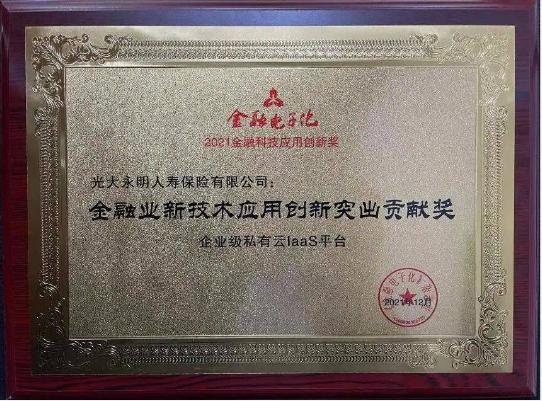 金融电子化
2021金融科技应用创新奖
光大永明人寿保险有限公司：
金融业新技术应用创新突出贡献奖
企业级私有云IaaS平台
2021年12月